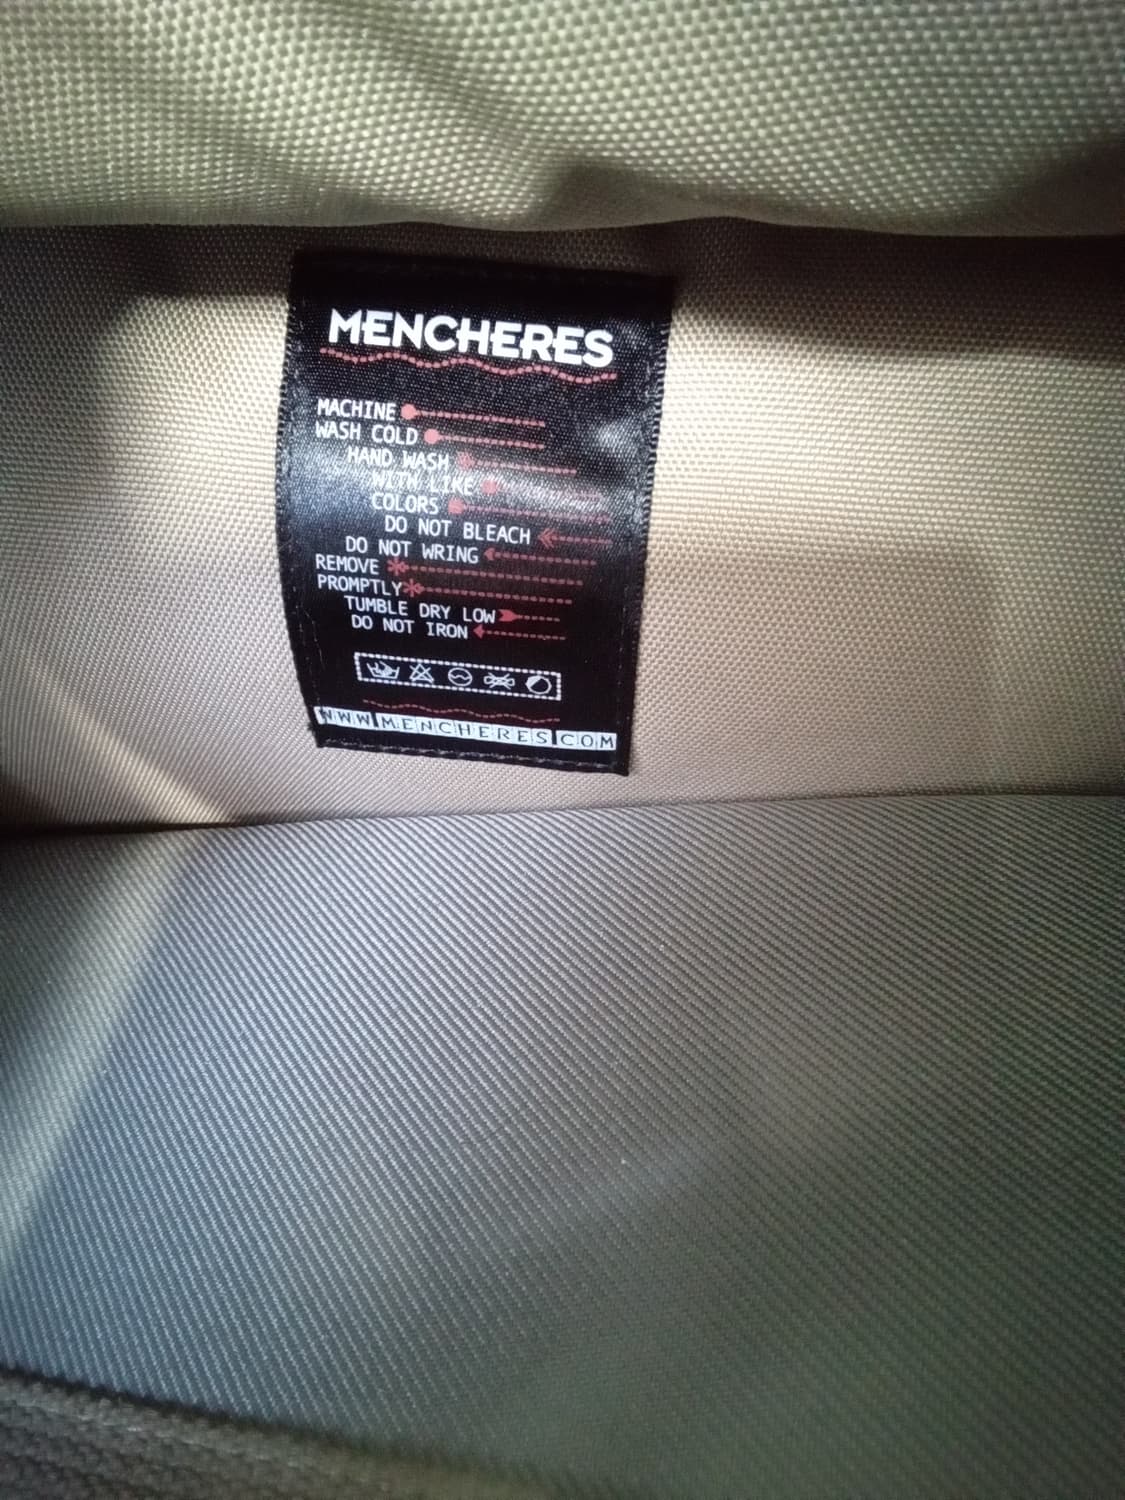 MENCHERES
MACHINE
WASH COLD
HAND WASH
WITH LIKE
COLORS
DO NOT BLEACH
DO NOT WRING
REMOVE
PROMPTLY
TUMBLE DRY LOW
DO NOT IRON
WWW MENCHERES COM